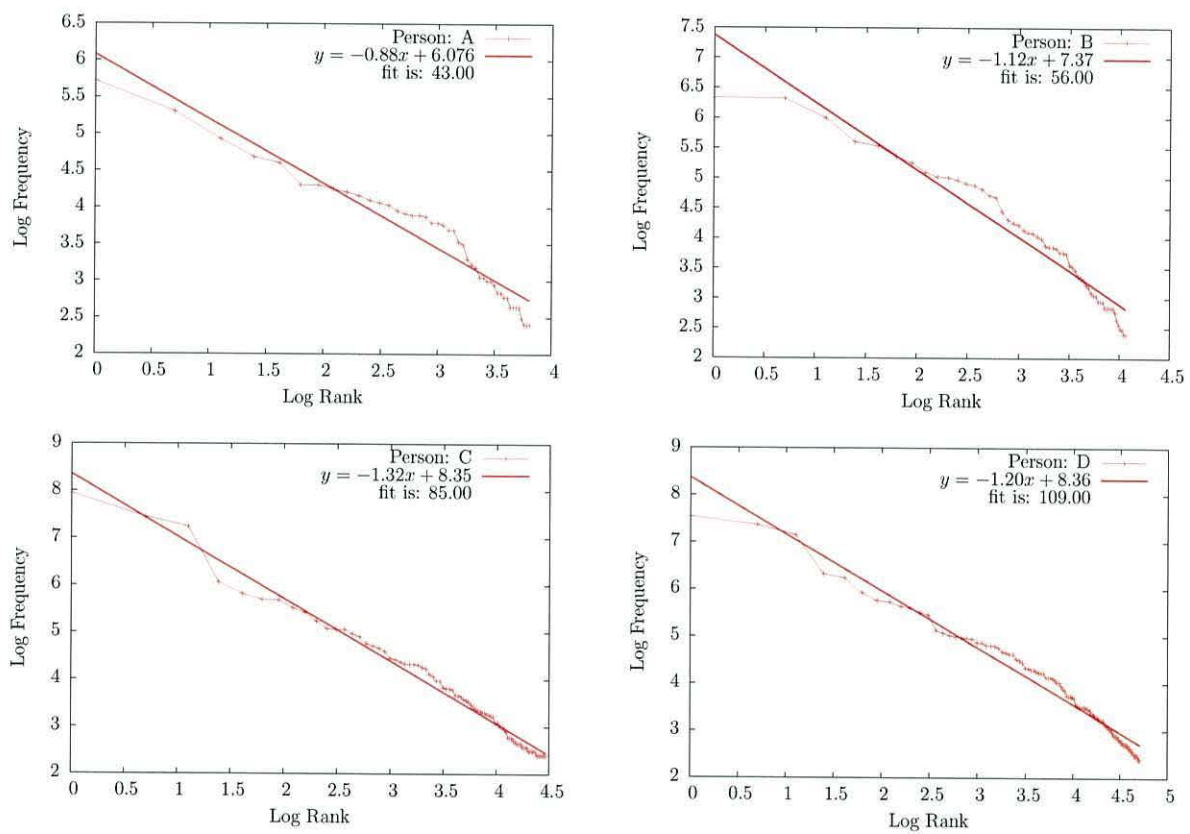 Person: A
y = −0.88x + 6.076
fit is: 43.00
6.5
6
5.5
5
4.5
4
3.5
3
2.5
2
Log Frequency
0 0.5 1 1.5 2 2.5 3 3.5 4
Log Rank
Person: B
y = −1.12x + 7.37
fit is: 56.00
7.5
7
6.5
6
5.5
5
4.5
4
3.5
3
2.5
2
Log Frequency
0 0.5 1 1.5 2 2.5 3 3.5 4 4.5
Log Rank
Person: C
y = −1.32x + 8.35
fit is: 85.00
9
8
7
6
5
4
3
2
Log Frequency
0 0.5 1 1.5 2 2.5 3 3.5 4 4.5
Log Rank
Person: D
y = −1.20x + 8.36
fit is: 109.00
9
8
7
6
5
4
3
2
Log Frequency
0 0.5 1 1.5 2 2.5 3 3.5 4 4.5 5
Log Rank